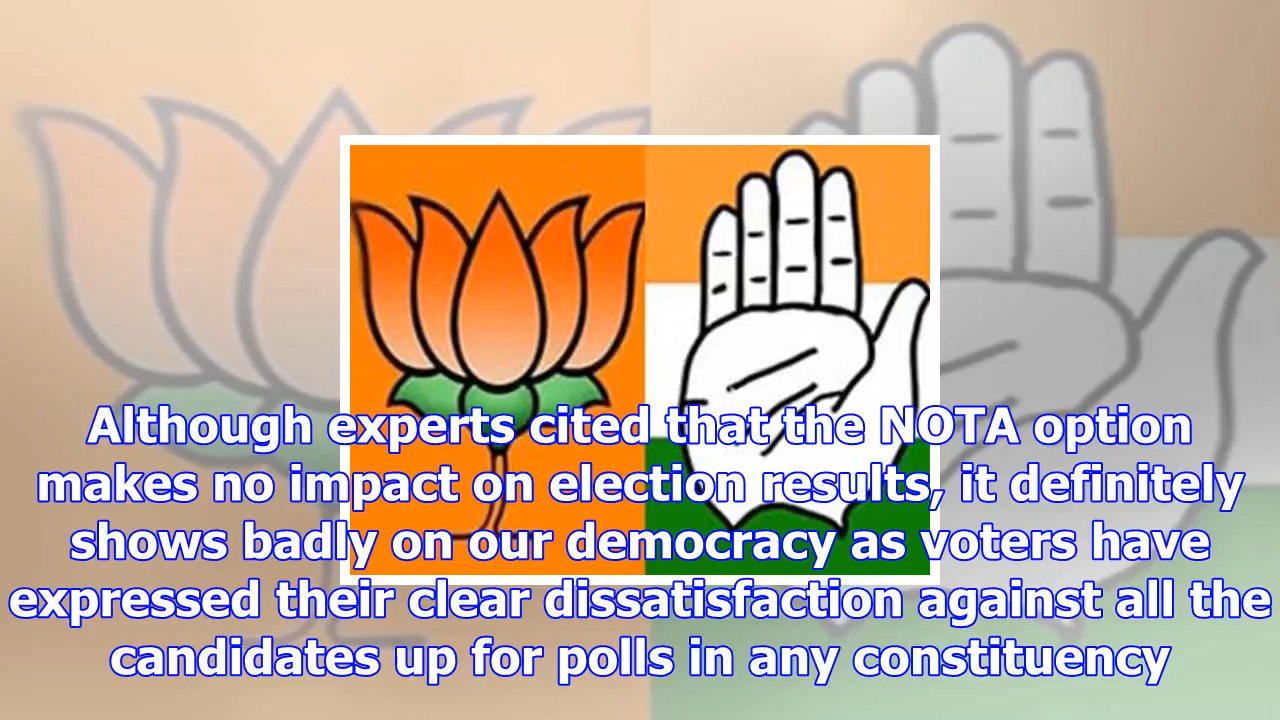 Although experts cited that the NOTA option
makes no impact on election results, it definitely
shows badly on our democracy as voters have
expressed their clear dissatisfaction against all the
candidates up for polls in any constituency